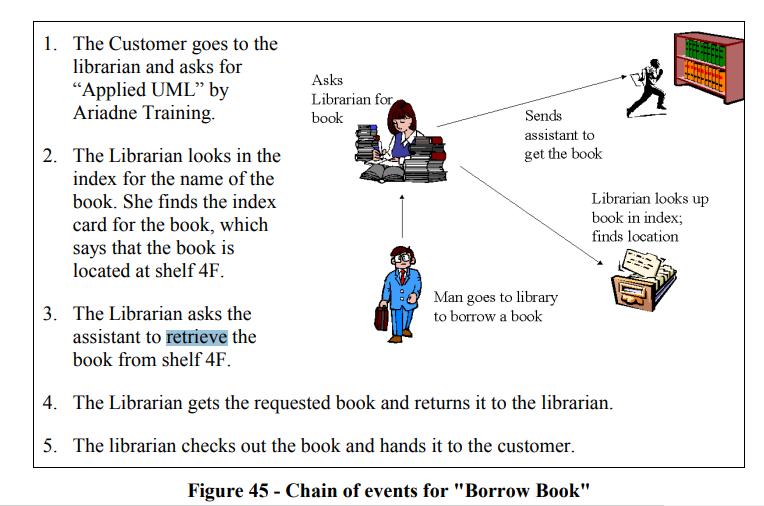 1. The Customer goes to the
librarian and asks for
“Applied UML” by
Ariadne Training.
2. The Librarian looks in the
index for the name of the
book. She finds the index
card for the book, which
says that the book is
located at shelf 4F.
3. The Librarian asks the
assistant to retrieve the
book from shelf 4F.
4. The Librarian gets the requested book and returns it to the librarian.
5. The librarian checks out the book and hands it to the customer.
Asks
Librarian for
book
Sends
assistant to
get the book
Librarian looks up
book in index;
finds location
Man goes to library
to borrow a book
Figure 45 - Chain of events for "Borrow Book"